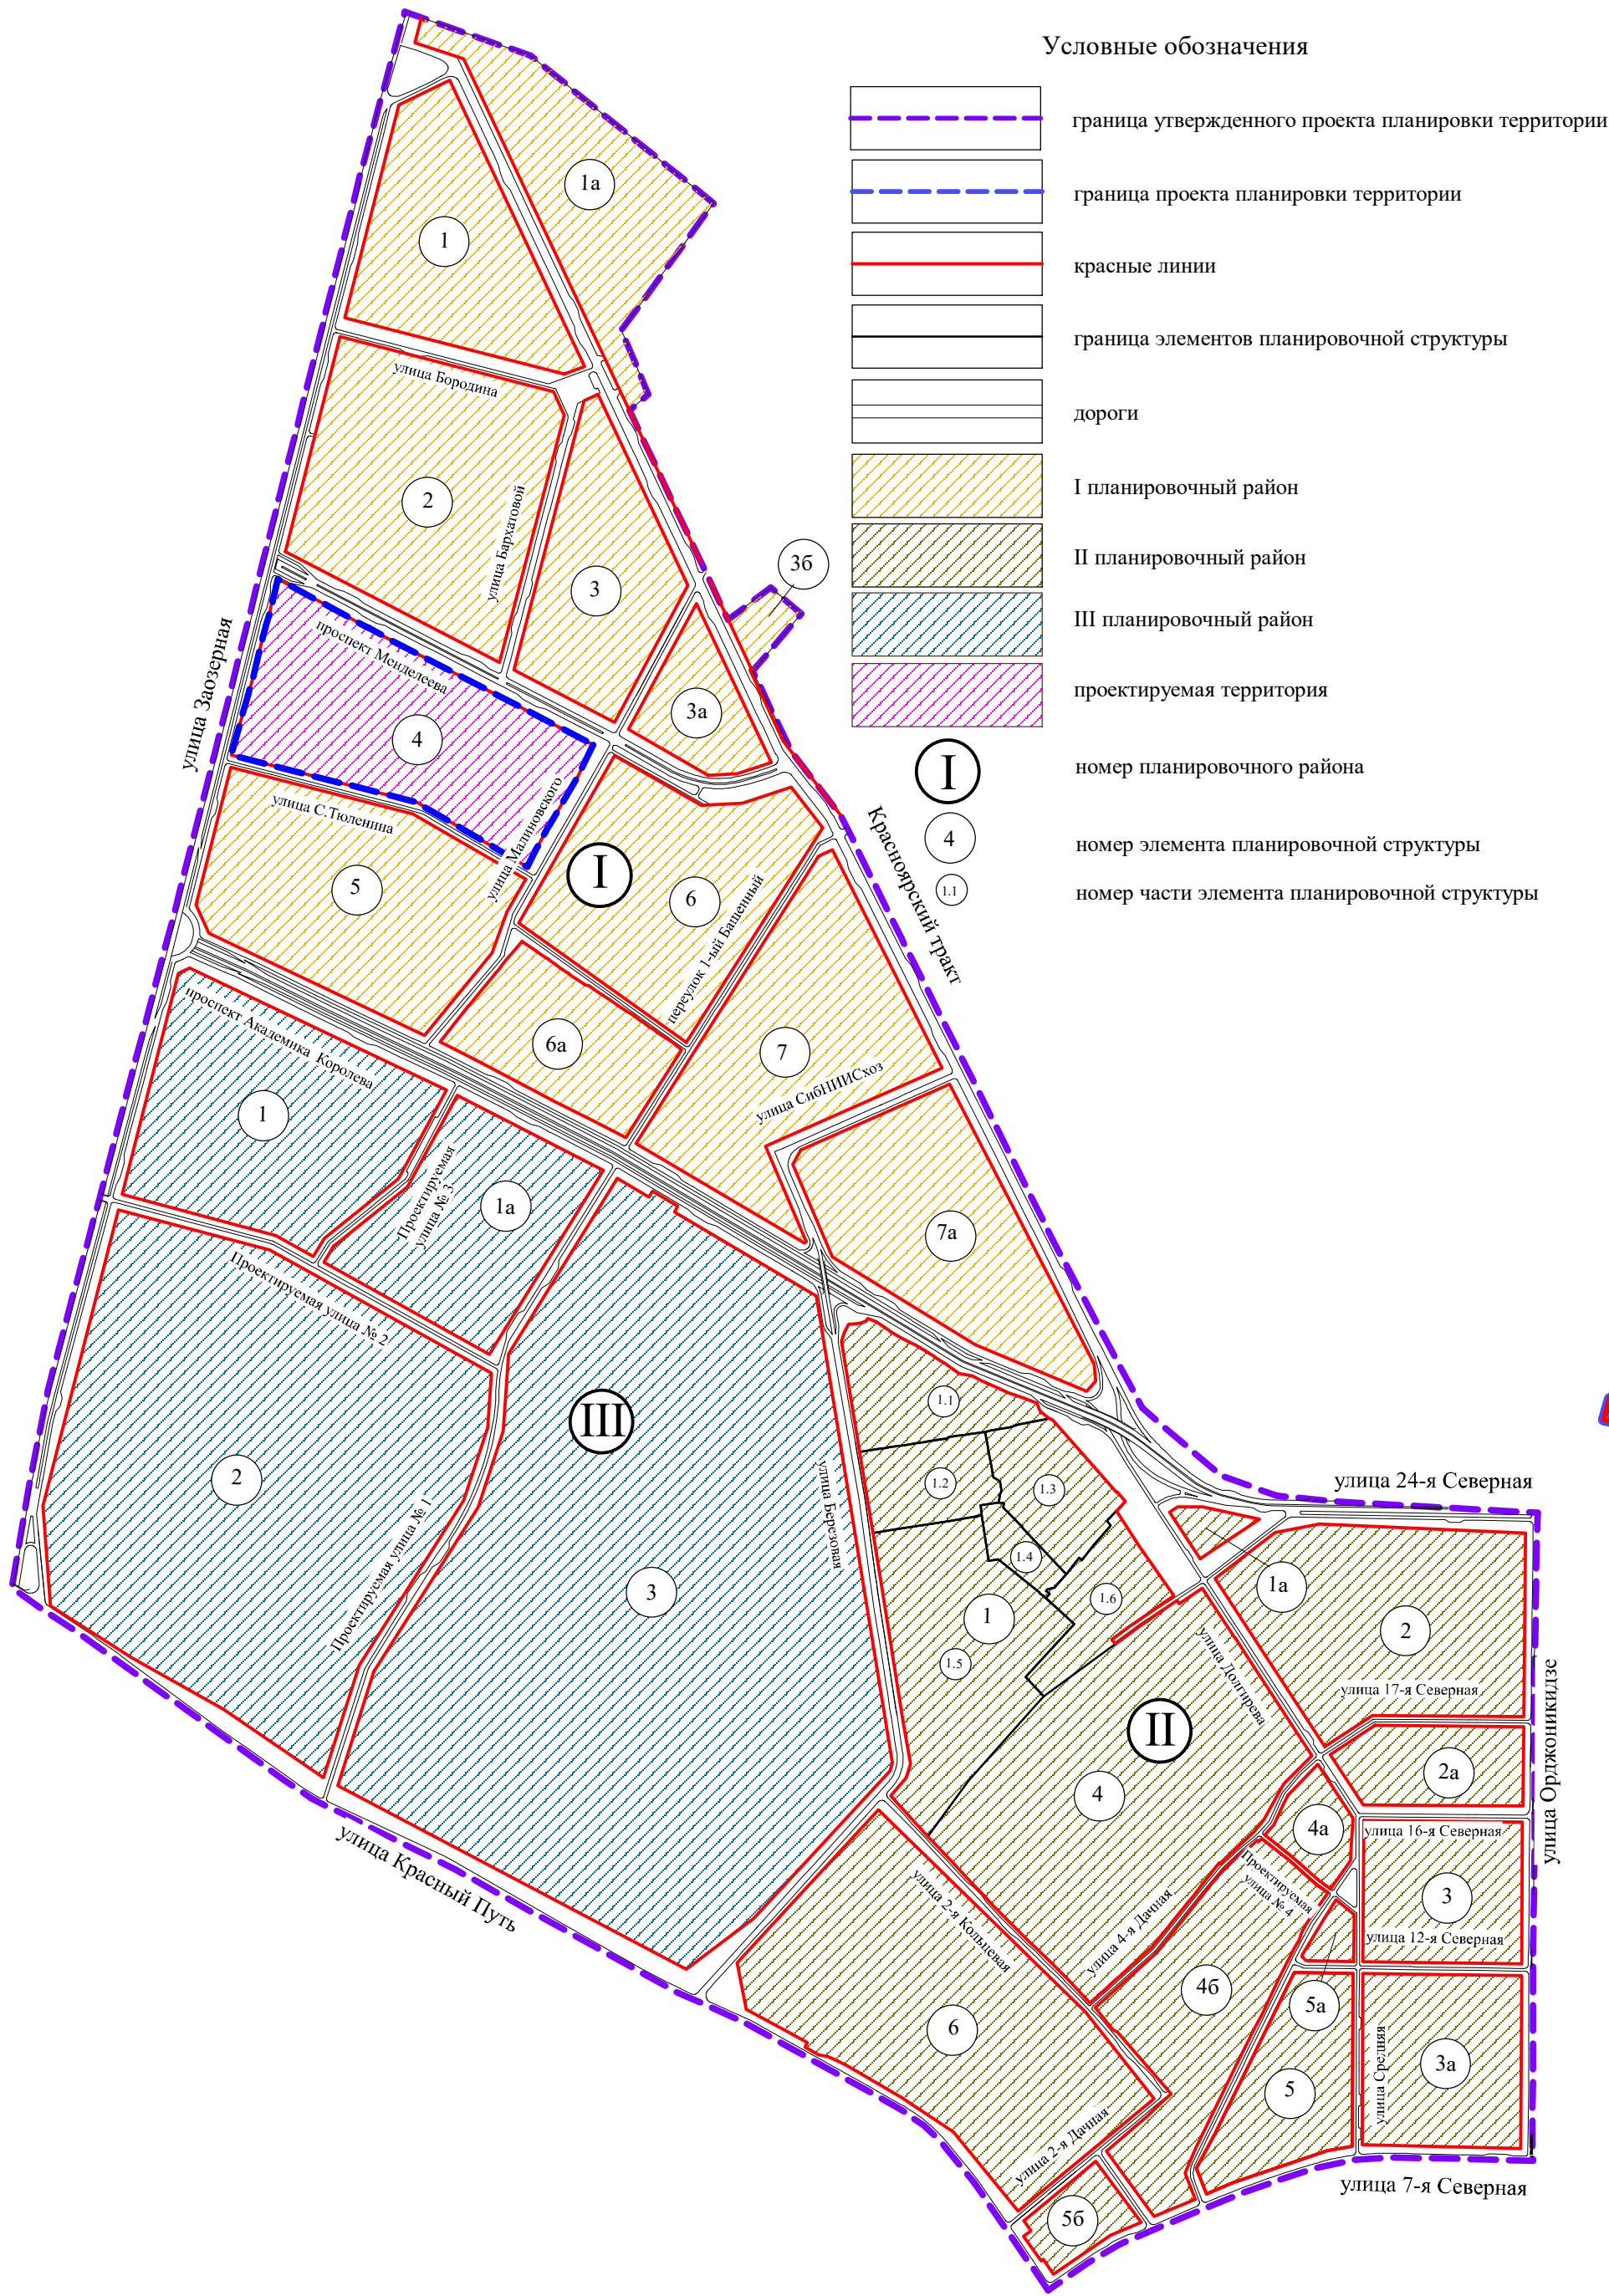 Условные обозначения
граница утвержденного проекта планировки территории
граница проекта планировки территории
красные линии
граница элементов планировочной структуры
дороги
I планировочный район
II планировочный район
III планировочный район
проектируемая территория
I
номер планировочного района
4
номер элемента планировочной структуры
1.1
номер части элемента планировочной структуры
1а
1
улица Бородина
2
улица Бархатовой
3
3б
улица Заозерная
проспект Менделеева
4
3а
улица С.Тюленина
улица Малиновского
5
I
6
переулок 1-ый Башенный
Красноярский тракт
проспект Академика Королева
6а
7
улица СибНИИСхоз
1
Проектируемая
улица № 3
1а
7а
Проектируемая улица № 2
III
2
1.1
1.2
1.3
улица Березовая
улица 24-я Северная
Проектируемая улица № 1
3
1.4
1.6
1
1.5
1а
2
улица Долгирева
улица 17-я Северная
улица Орджоникидзе
II
2а
4
4а
улица 16-я Северная
улица Красный Путь
улица 2-я Кольцевая
Проектируемая
улица № 4
3
улица 12-я Северная
улица 4-я Дачная
4б
5а
6
улица Средняя
3а
5
улица 2-я Дачная
улица 7-я Северная
5б